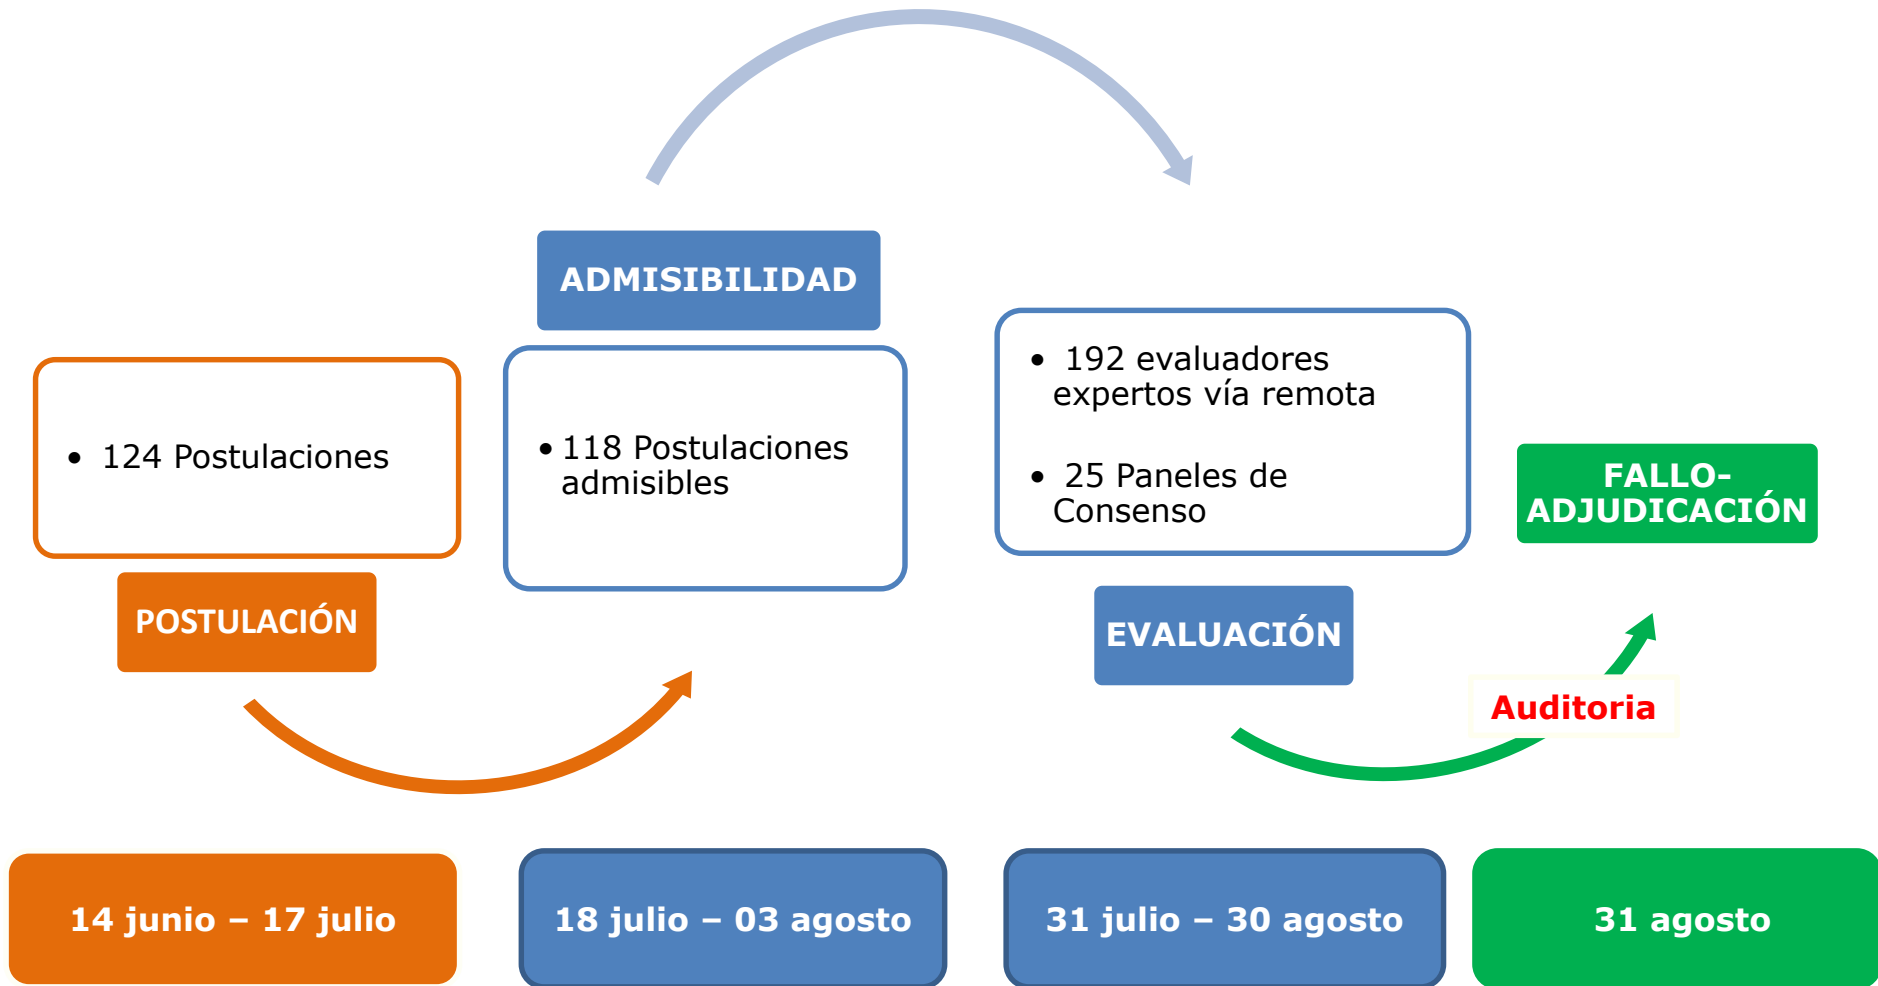 ADMISIBILIDAD
• 124 Postulaciones
POSTULACIÓN
• 118 Postulaciones
admisibles
• 192 evaluadores
expertos vía remota
• 25 Paneles de
Consenso
EVALUACIÓN
FALLO-
ADJUDICACIÓN
Auditoria
14 junio – 17 julio
18 julio – 03 agosto
31 julio – 30 agosto
31 agosto